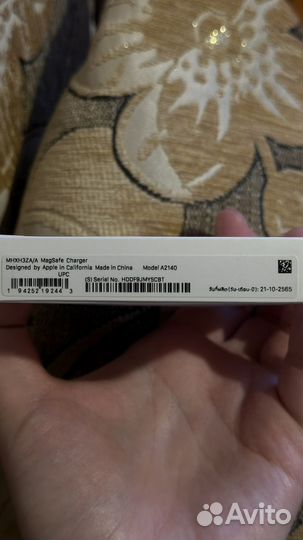 MHXH3ZA/A MagSafe Charger
Designed by Apple in California Made in China Model A2140
UPC
(S) Serial No. HDDF9JMYSCBT
1 94252 19244 3
วันที่ผลิต(วัน-เดือน-ปี): 21-10-2565
Avito